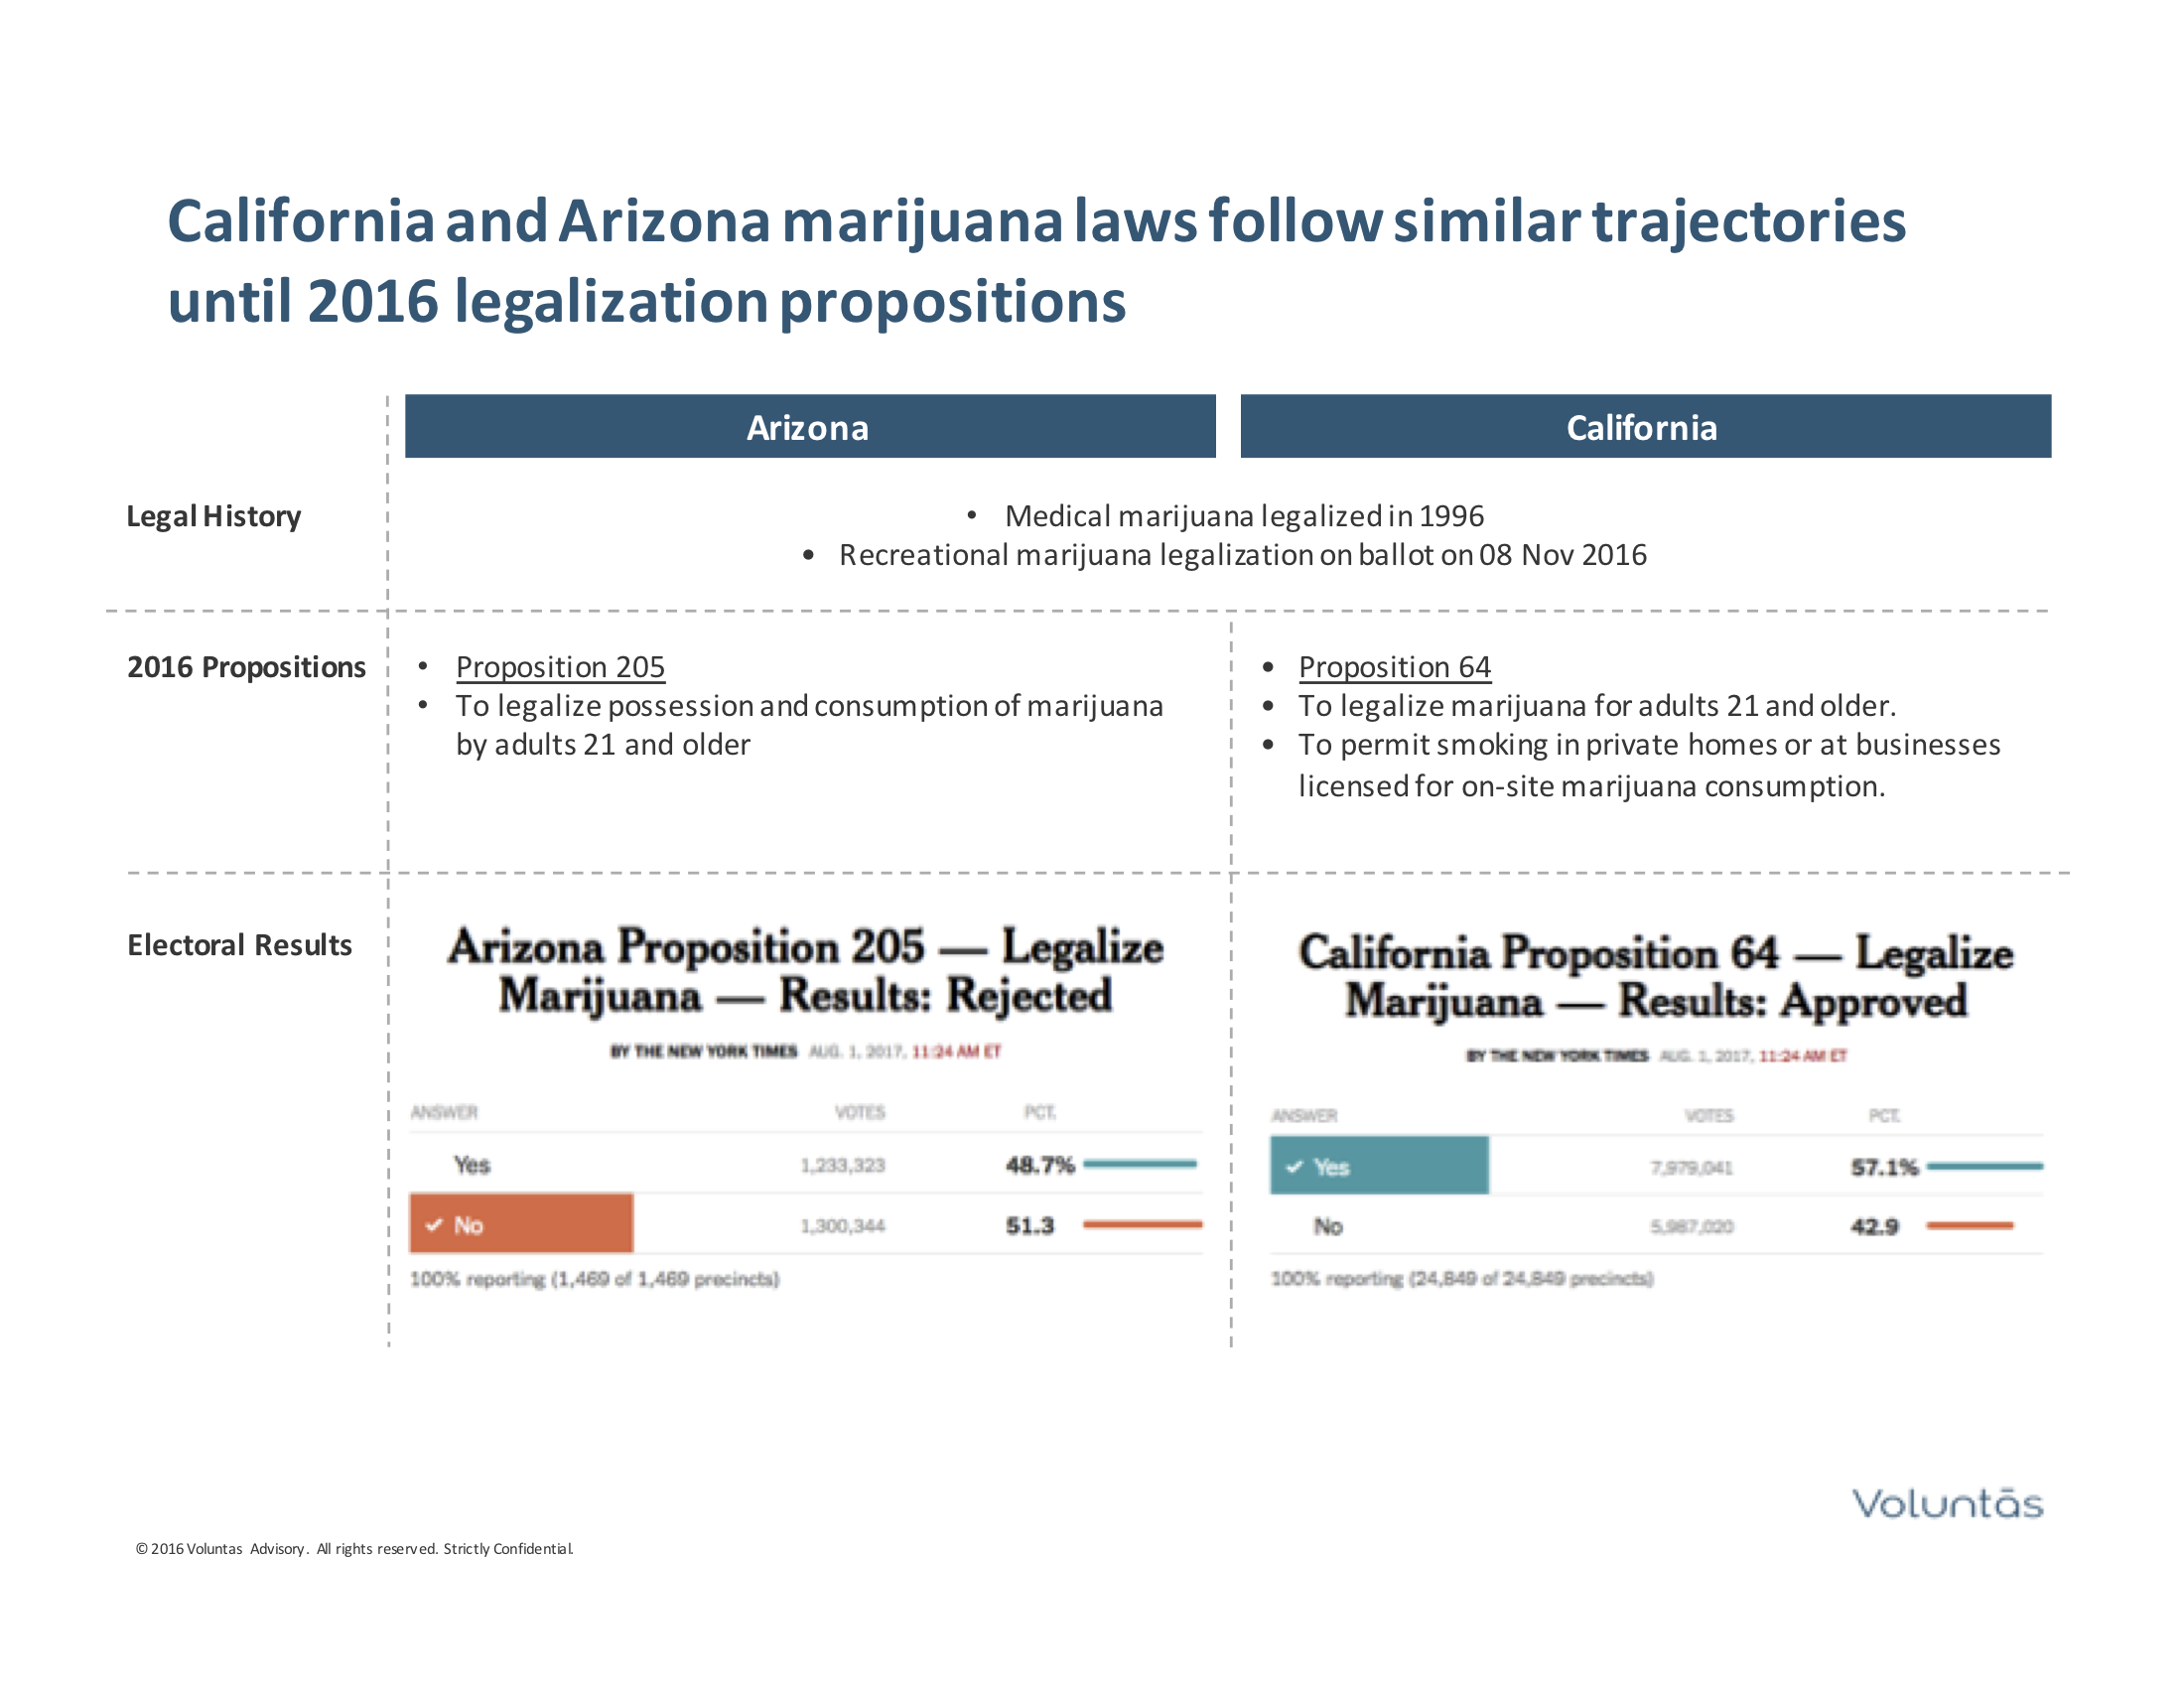 California and Arizona marijuana laws follow similar trajectories
until 2016 legalization propositions
Arizona
California
Legal History
• Medical marijuana legalized in 1996
• Recreational marijuana legalization on ballot on 08 Nov 2016
2016 Propositions
• Proposition 205
• To legalize possession and consumption of marijuana
by adults 21 and older
• Proposition 64
• To legalize marijuana for adults 21 and older.
• To permit smoking in private homes or at businesses
licensed for on-site marijuana consumption.
Electoral Results
Arizona Proposition 205 — Legalize
Marijuana — Results: Rejected
BY THE NEW YORK TIMES AUG. 1, 2017, 11:24 AM ET
ANSWER VOTES PCT.
Yes 1,233,323 48.7%
✓ No 1,300,344 51.3
100% reporting (1,469 of 1,469 precincts)
California Proposition 64 — Legalize
Marijuana — Results: Approved
BY THE NEW YORK TIMES AUG. 1, 2017, 11:24 AM ET
ANSWER VOTES PCT.
✓ Yes 7,979,041 57.1%
No 5,987,020 42.9
100% reporting (24,849 of 24,849 precincts)
Voluntās
© 2016 Voluntas Advisory. All rights reserved. Strictly Confidential.